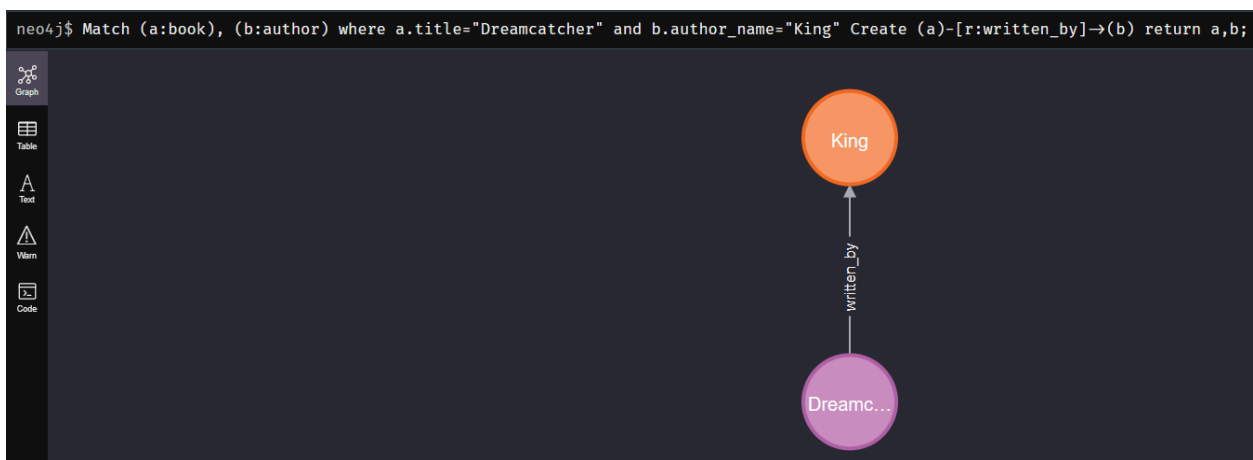 neo4j$ Match (a:book), (b:author) where a.title="Dreamcatcher" and b.author_name="King" Create (a)-[r:written_by]→(b) return a,b;
Graph
Table
A
Text
Warn
Code
King
written_by
Dreamc...